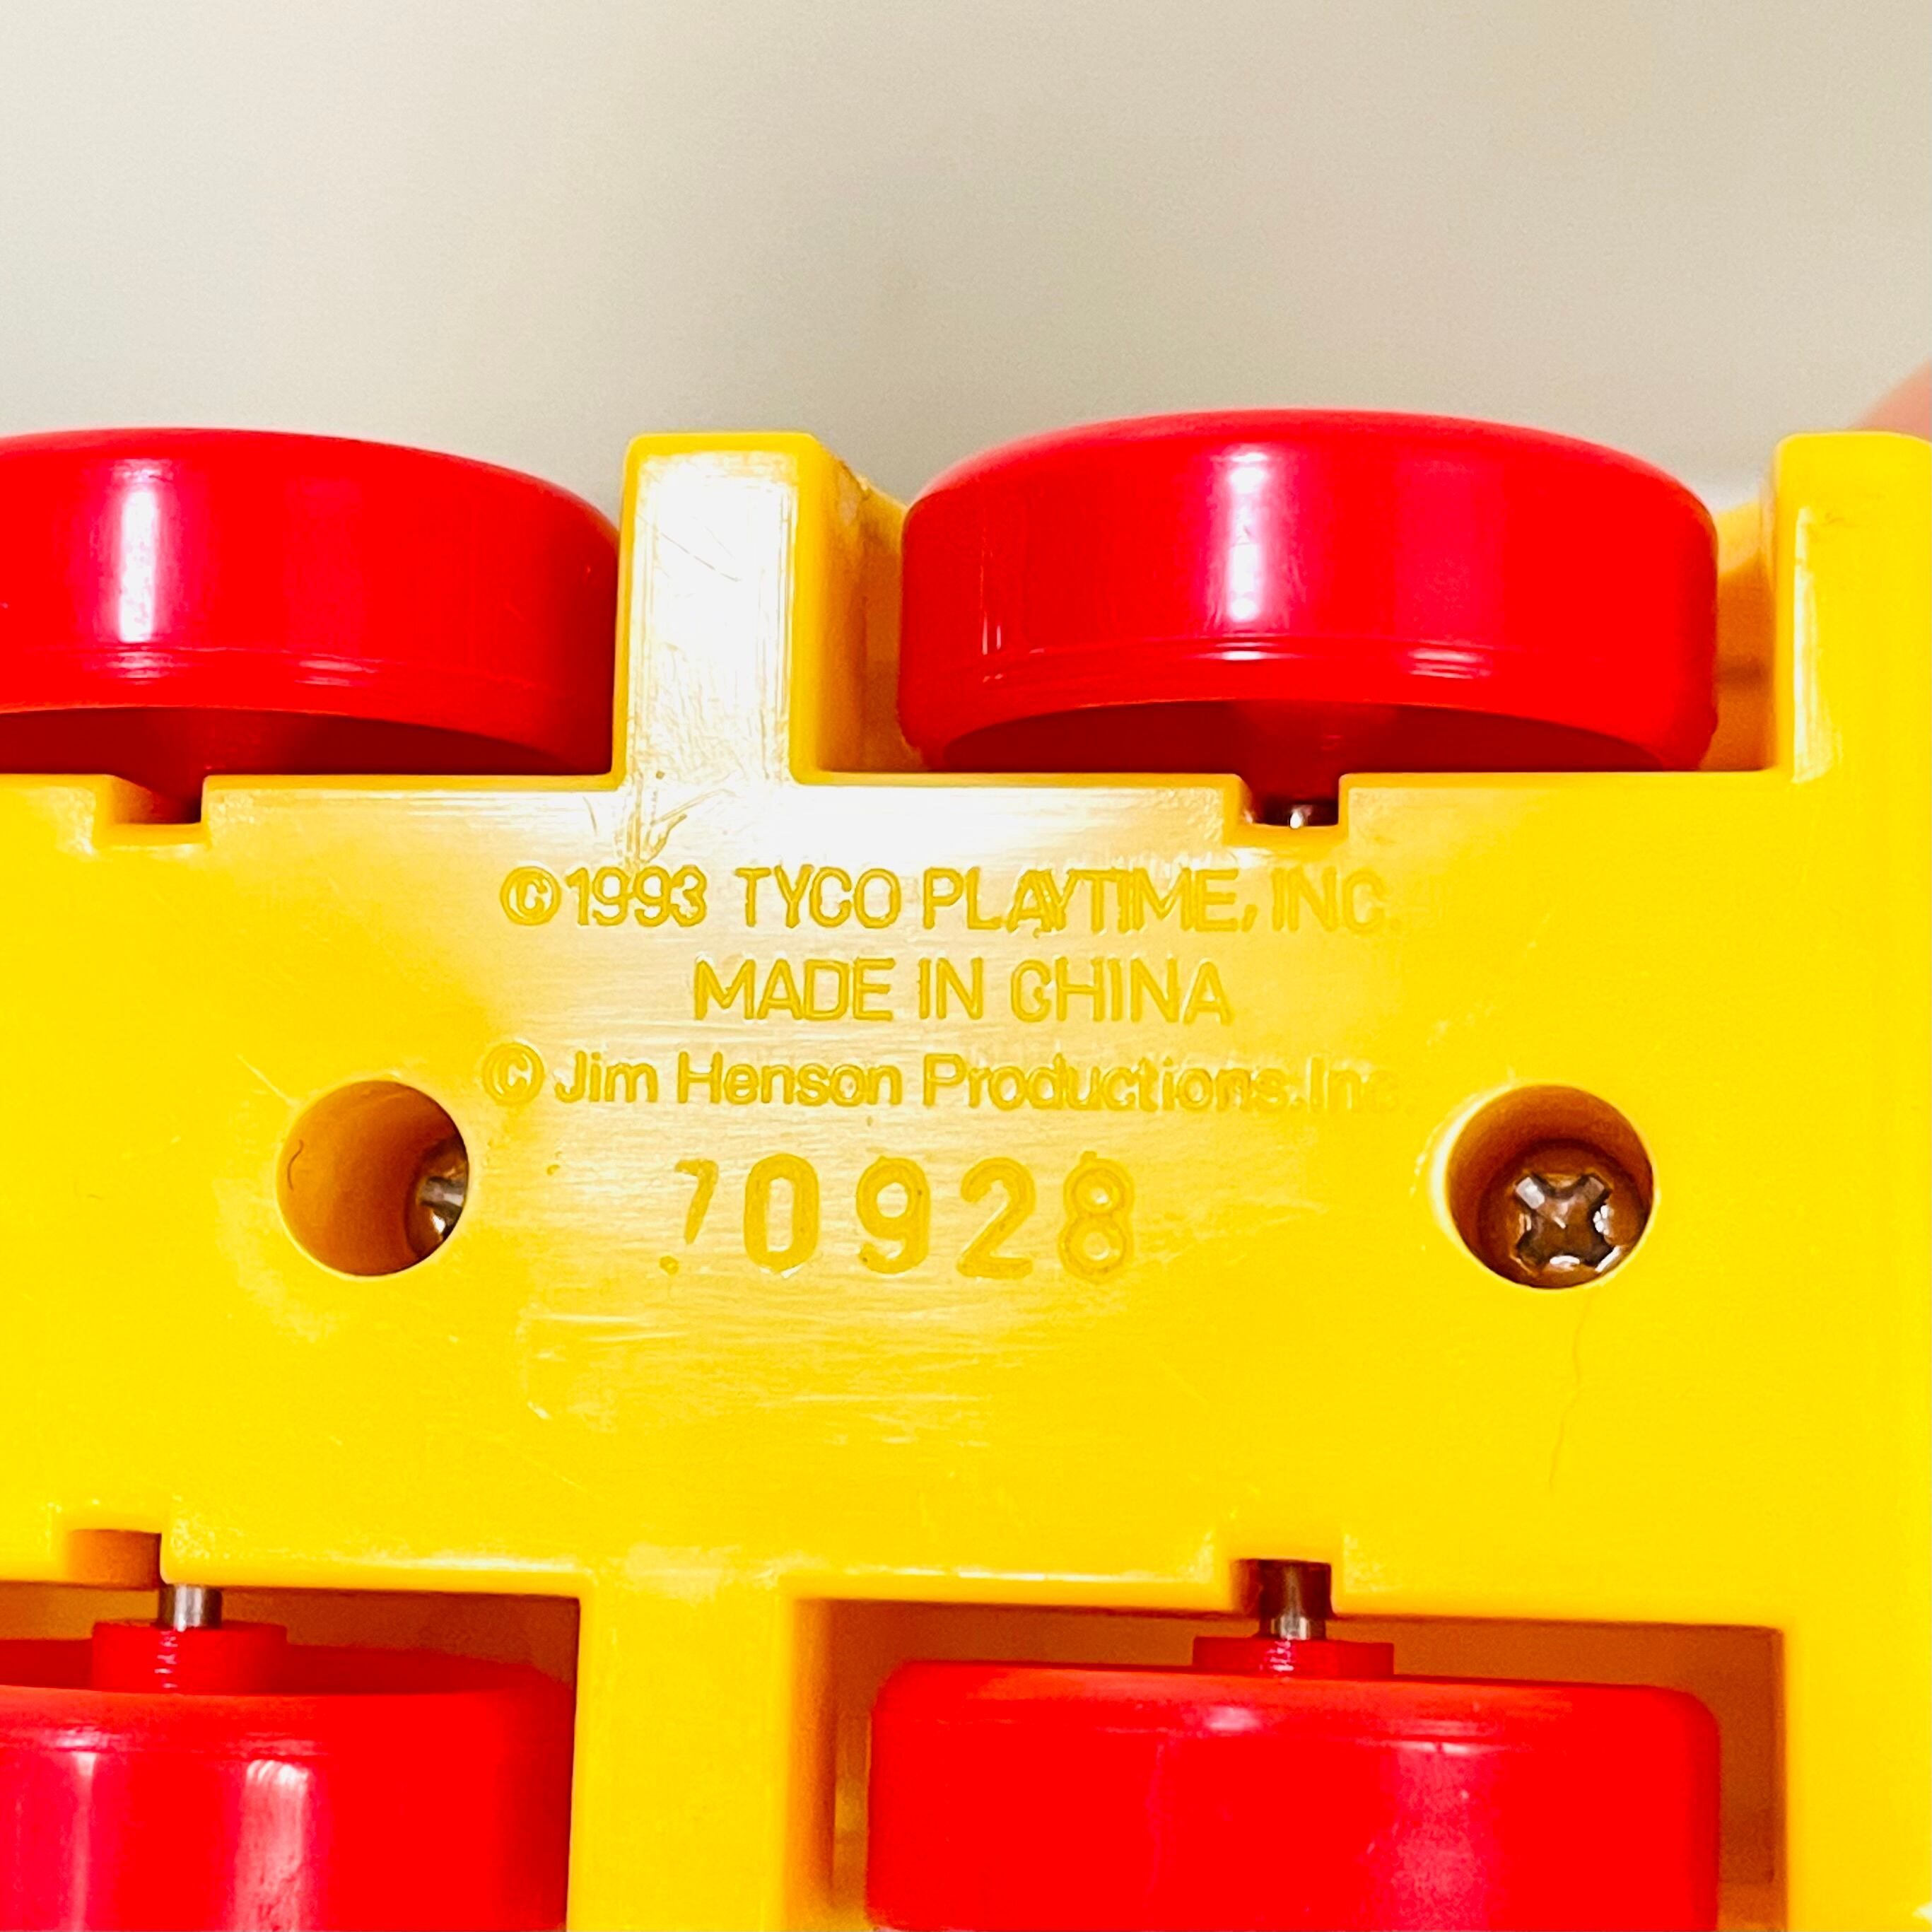 ©1993 TYCO PLAYTIME, INC.
MADE IN CHINA
© Jim Henson Productions, Inc.
70928